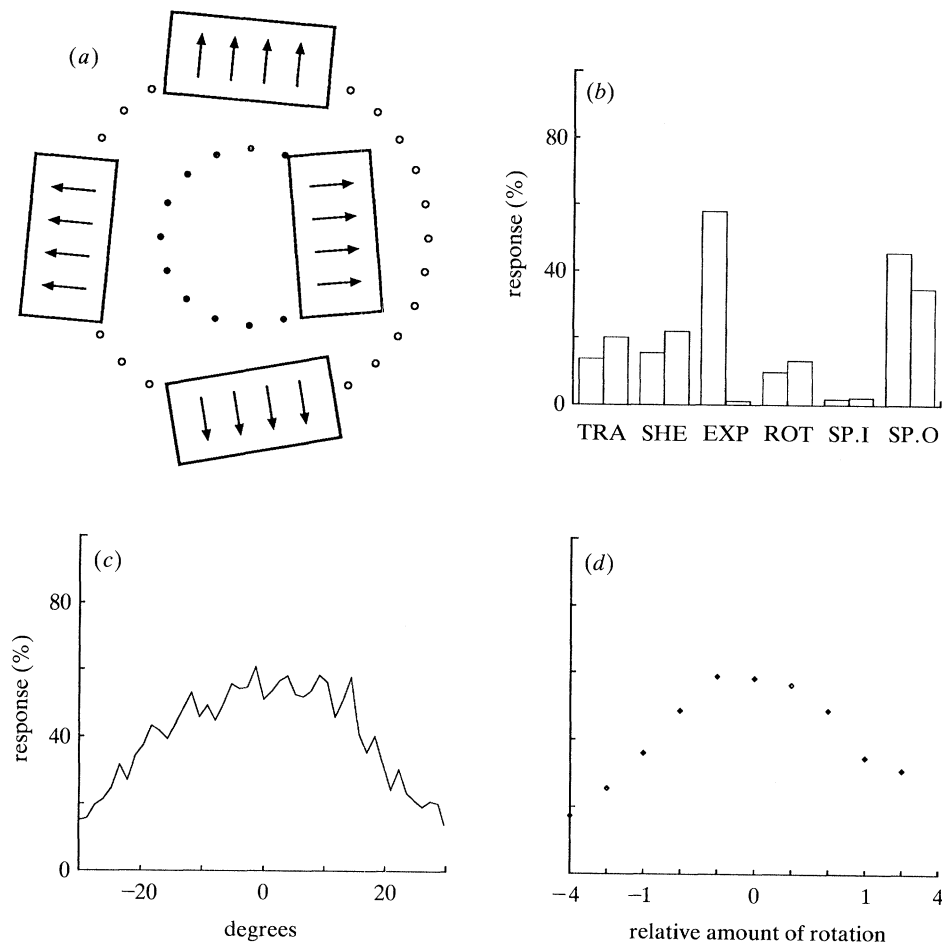 (a)
(b)
80
40
0
response (%)
TRA SHE EXP ROT SP.I SP.O
(c)
80
40
0
response (%)
−20 0 20
degrees
(d)
−4 −1 0 1 4
relative amount of rotation